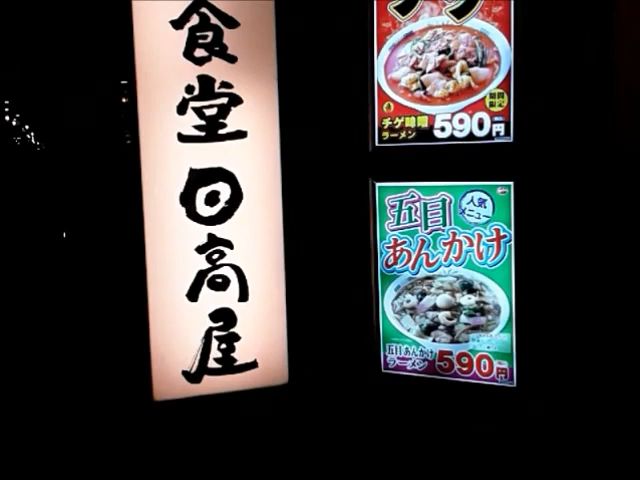 食堂日高屋
チゲ
期間
限定
チゲ味噌
ラーメン 590円
五目
人気
メニュー
あんかけ
五目あんかけ
ラーメン 590円